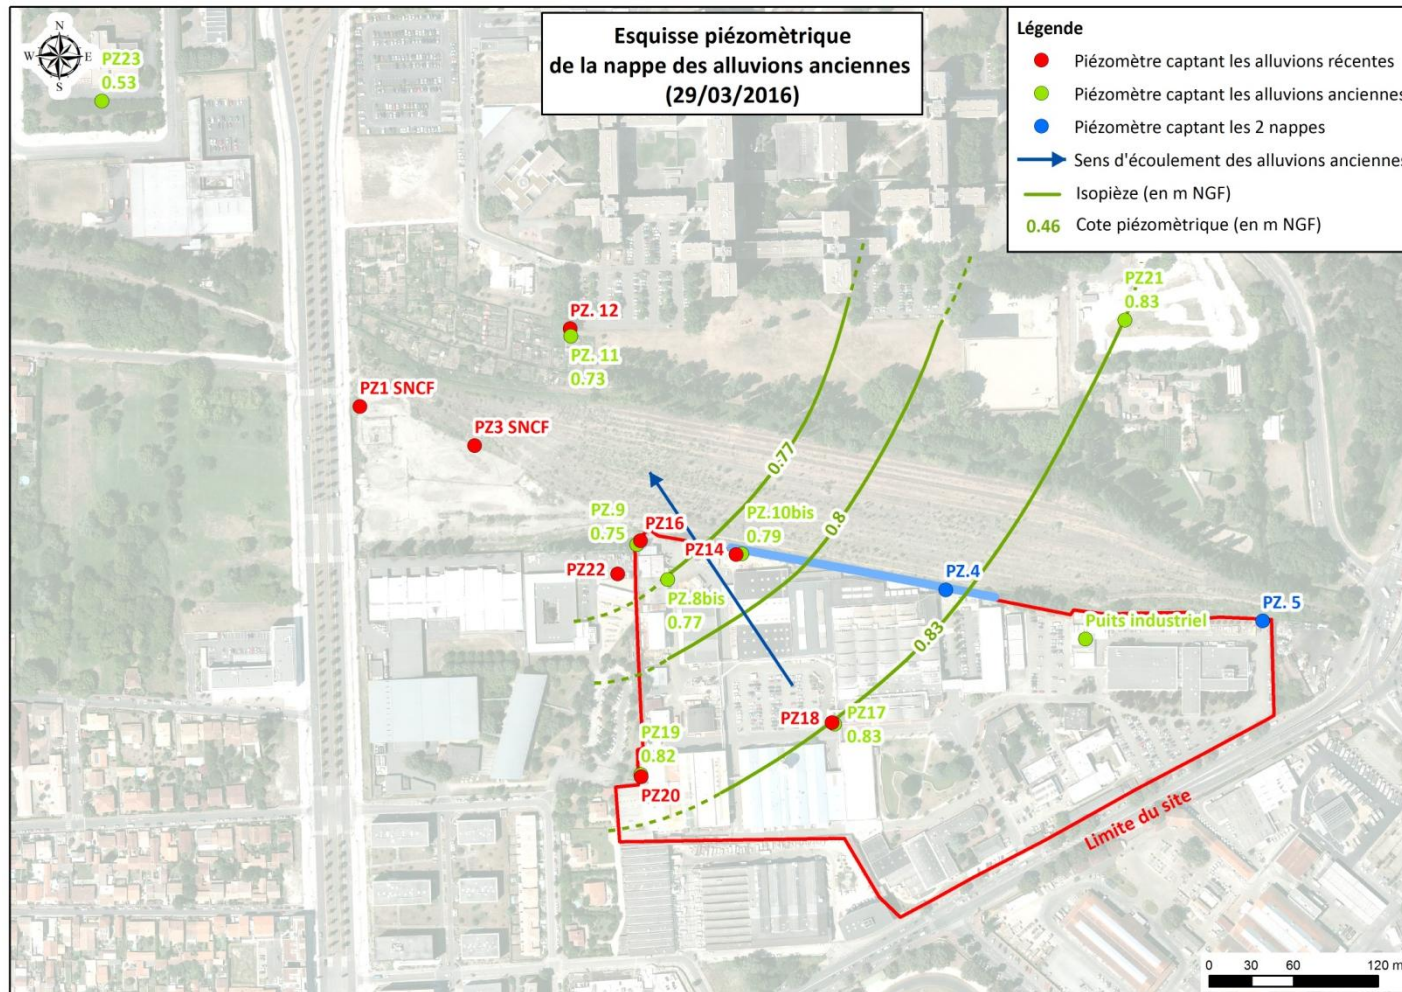 Esquisse piézomètrique
de la nappe des alluvions anciennes
(29/03/2016)
Légende
Piézomètre captant les alluvions récentes
Piézomètre captant les alluvions anciennes
Piézomètre captant les 2 nappes
Sens d'écoulement des alluvions anciennes
Isopièze (en m NGF)
0.46 Cote piézomètrique (en m NGF)
N
W E
S
PZ23
0.53
PZ21
0.83
PZ. 12
PZ. 11
0.73
PZ1 SNCF
PZ3 SNCF
0.77
0.8
0.83
PZ.9
0.75
PZ16
PZ.10bis
0.79
PZ14
PZ22
PZ.8bis
0.77
PZ.4
PZ. 5
Puits industriel
PZ18
PZ17
0.83
PZ19
0.82
PZ20
Limite du site
0 30 60 120 m